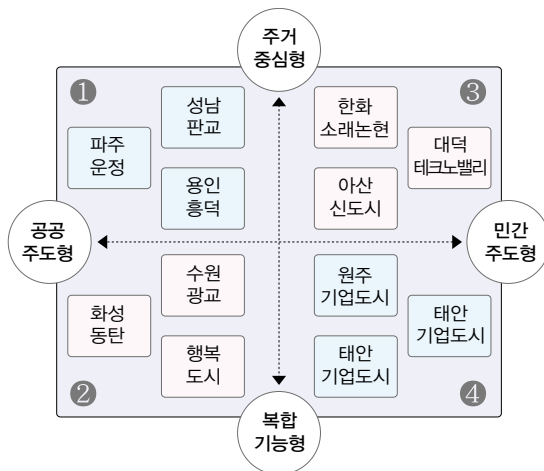 주거
중심형
❶
❸
성남
판교
파주
운정
용인
흥덕
한화
소래논현
대덕
테크노밸리
아산
신도시
공공
주도형
민간
주도형
수원
광교
화성
동탄
행복
도시
원주
기업도시
태안
기업도시
태안
기업도시
❷
❹
복합
기능형